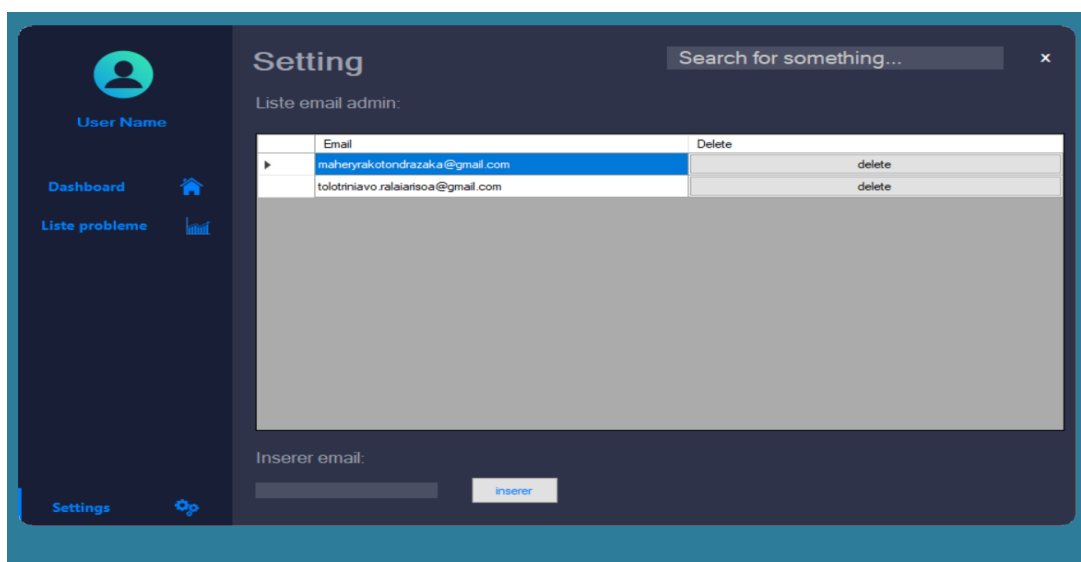 User Name
Dashboard
Liste probleme
Settings
Setting
Search for something...
x
Liste email admin:
Email Delete
maheryrakotondrazaka@gmail.com delete
tolotriniavo.ralaiarisoa@gmail.com delete
Inserer email:
inserer